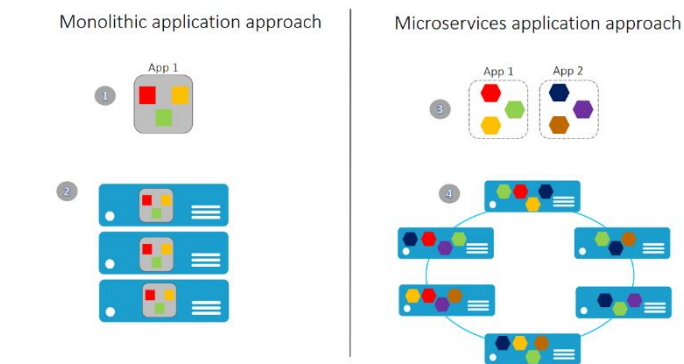 Monolithic application approach
App 1
1
2
Microservices application approach
App 1 App 2
3
4